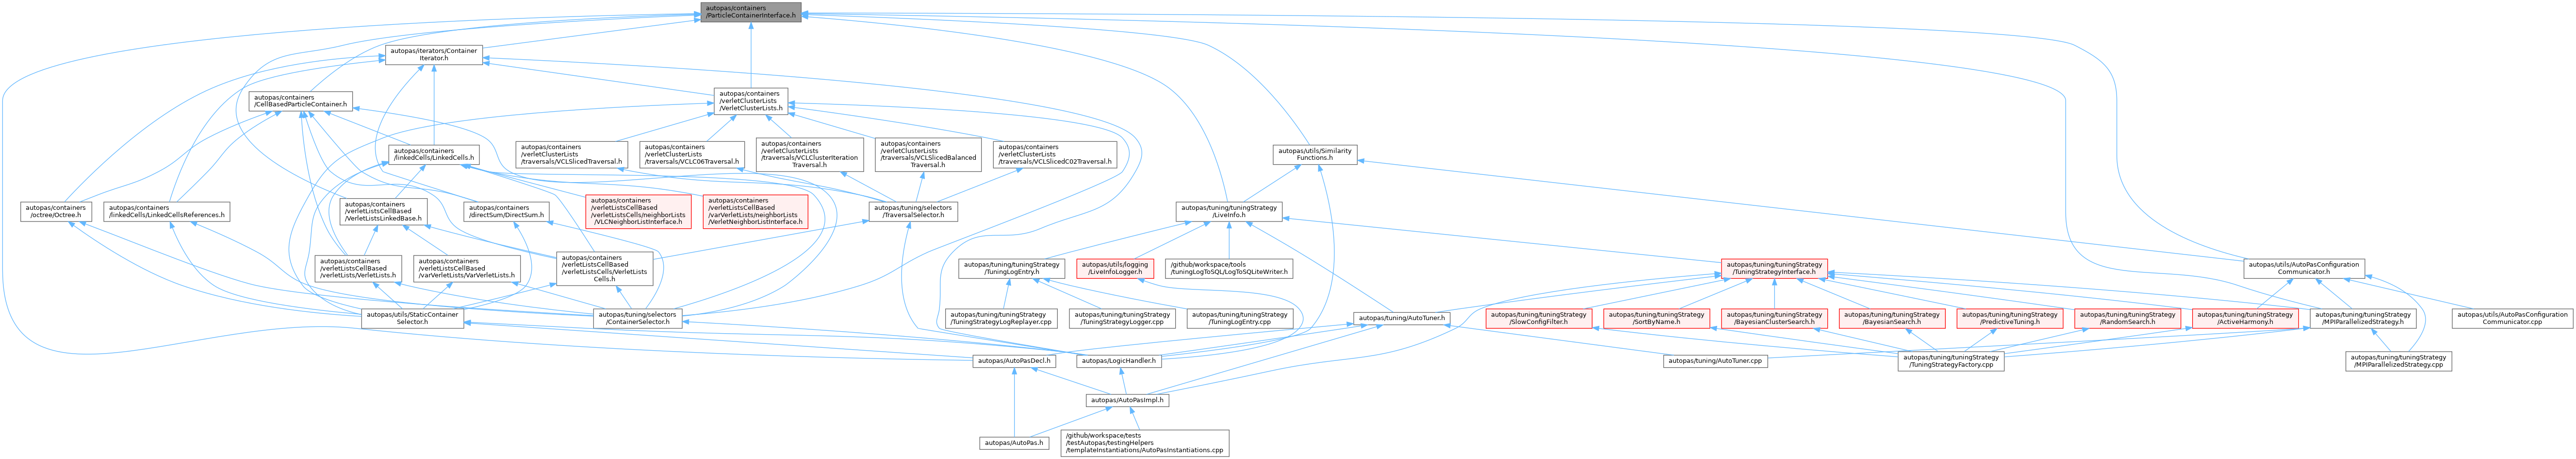 autopas/containers
/ParticleContainerInterface.h
autopas/iterators/Container
Iterator.h
autopas/containers
/CellBasedParticleContainer.h
autopas/containers
/verletClusterLists
/VerletClusterLists.h
autopas/containers
/linkedCells/LinkedCells.h
autopas/containers
/verletClusterLists
/traversals/VCLSlicedTraversal.h
autopas/containers
/verletClusterLists
/traversals/VCLC06Traversal.h
autopas/containers
/verletClusterLists
/traversals/VCLClusterIteration
Traversal.h
autopas/containers
/verletClusterLists
/traversals/VCLSlicedBalanced
Traversal.h
autopas/containers
/verletClusterLists
/traversals/VCLSlicedC02Traversal.h
autopas/utils/Similarity
Functions.h
autopas/containers
/octree/Octree.h
autopas/containers
/linkedCells/LinkedCellsReferences.h
autopas/containers
/verletListsCellBased
/VerletListsLinkedBase.h
autopas/containers
/directSum/DirectSum.h
autopas/containers
/verletListsCellBased
/verletListsCells/neighborLists
/VLCNeighborListInterface.h
autopas/containers
/verletListsCellBased
/varVerletLists/neighborLists
/VerletNeighborListInterface.h
autopas/tuning/selectors
/TraversalSelector.h
autopas/tuning/tuningStrategy
/LiveInfo.h
autopas/containers
/verletListsCellBased
/verletLists/VerletLists.h
autopas/containers
/verletListsCellBased
/varVerletLists/VarVerletLists.h
autopas/containers
/verletListsCellBased
/verletListsCells/VerletLists
Cells.h
autopas/tuning/tuningStrategy
/TuningLogEntry.h
autopas/utils/logging
/LiveInfoLogger.h
/github/workspace/tools
/tuningLogToSQL/LogToSQLiteWriter.h
autopas/tuning/tuningStrategy
/TuningStrategyInterface.h
autopas/utils/AutoPasConfiguration
Communicator.h
autopas/utils/StaticContainer
Selector.h
autopas/tuning/selectors
/ContainerSelector.h
autopas/tuning/tuningStrategy
/TuningStrategyLogReplayer.cpp
autopas/tuning/tuningStrategy
/TuningStrategyLogger.cpp
autopas/tuning/tuningStrategy
/TuningLogEntry.cpp
autopas/tuning/AutoTuner.h
autopas/tuning/tuningStrategy
/SlowConfigFilter.h
autopas/tuning/tuningStrategy
/SortByName.h
autopas/tuning/tuningStrategy
/BayesianClusterSearch.h
autopas/tuning/tuningStrategy
/BayesianSearch.h
autopas/tuning/tuningStrategy
/PredictiveTuning.h
autopas/tuning/tuningStrategy
/RandomSearch.h
autopas/tuning/tuningStrategy
/ActiveHarmony.h
autopas/tuning/tuningStrategy
/MPIParallelizedStrategy.h
autopas/utils/AutoPasConfiguration
Communicator.cpp
autopas/AutoPasDecl.h
autopas/LogicHandler.h
autopas/tuning/AutoTuner.cpp
autopas/tuning/tuningStrategy
/TuningStrategyFactory.cpp
autopas/tuning/tuningStrategy
/MPIParallelizedStrategy.cpp
autopas/AutoPasImpl.h
autopas/AutoPas.h
/github/workspace/tests
/testAutopas/testingHelpers
/templateInstantiations/AutoPasInstantiations.cpp